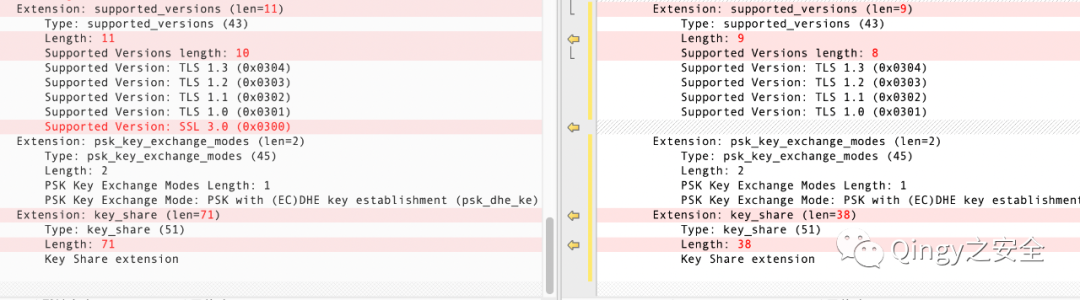 Extension: supported_versions (len=11)
Type: supported_versions (43)
Length: 11
Supported Versions length: 10
Supported Version: TLS 1.3 (0x0304)
Supported Version: TLS 1.2 (0x0303)
Supported Version: TLS 1.1 (0x0302)
Supported Version: TLS 1.0 (0x0301)
Supported Version: SSL 3.0 (0x0300)
Extension: psk_key_exchange_modes (len=2)
Type: psk_key_exchange_modes (45)
Length: 2
PSK Key Exchange Modes Length: 1
PSK Key Exchange Mode: PSK with (EC)DHE key establishment (psk_dhe_ke)
Extension: key_share (len=71)
Type: key_share (51)
Length: 71
Key Share extension
Extension: supported_versions (len=9)
Type: supported_versions (43)
Length: 9
Supported Versions length: 8
Supported Version: TLS 1.3 (0x0304)
Supported Version: TLS 1.2 (0x0303)
Supported Version: TLS 1.1 (0x0302)
Supported Version: TLS 1.0 (0x0301)
Extension: psk_key_exchange_modes (len=2)
Type: psk_key_exchange_modes (45)
Length: 2
PSK Key Exchange Modes Length: 1
PSK Key Exchange Mode: PSK with (EC)DHE key establishment
Extension: key_share (len=38)
Type: key_share (51)
Length: 38
Key Share extension
Qingy之安全